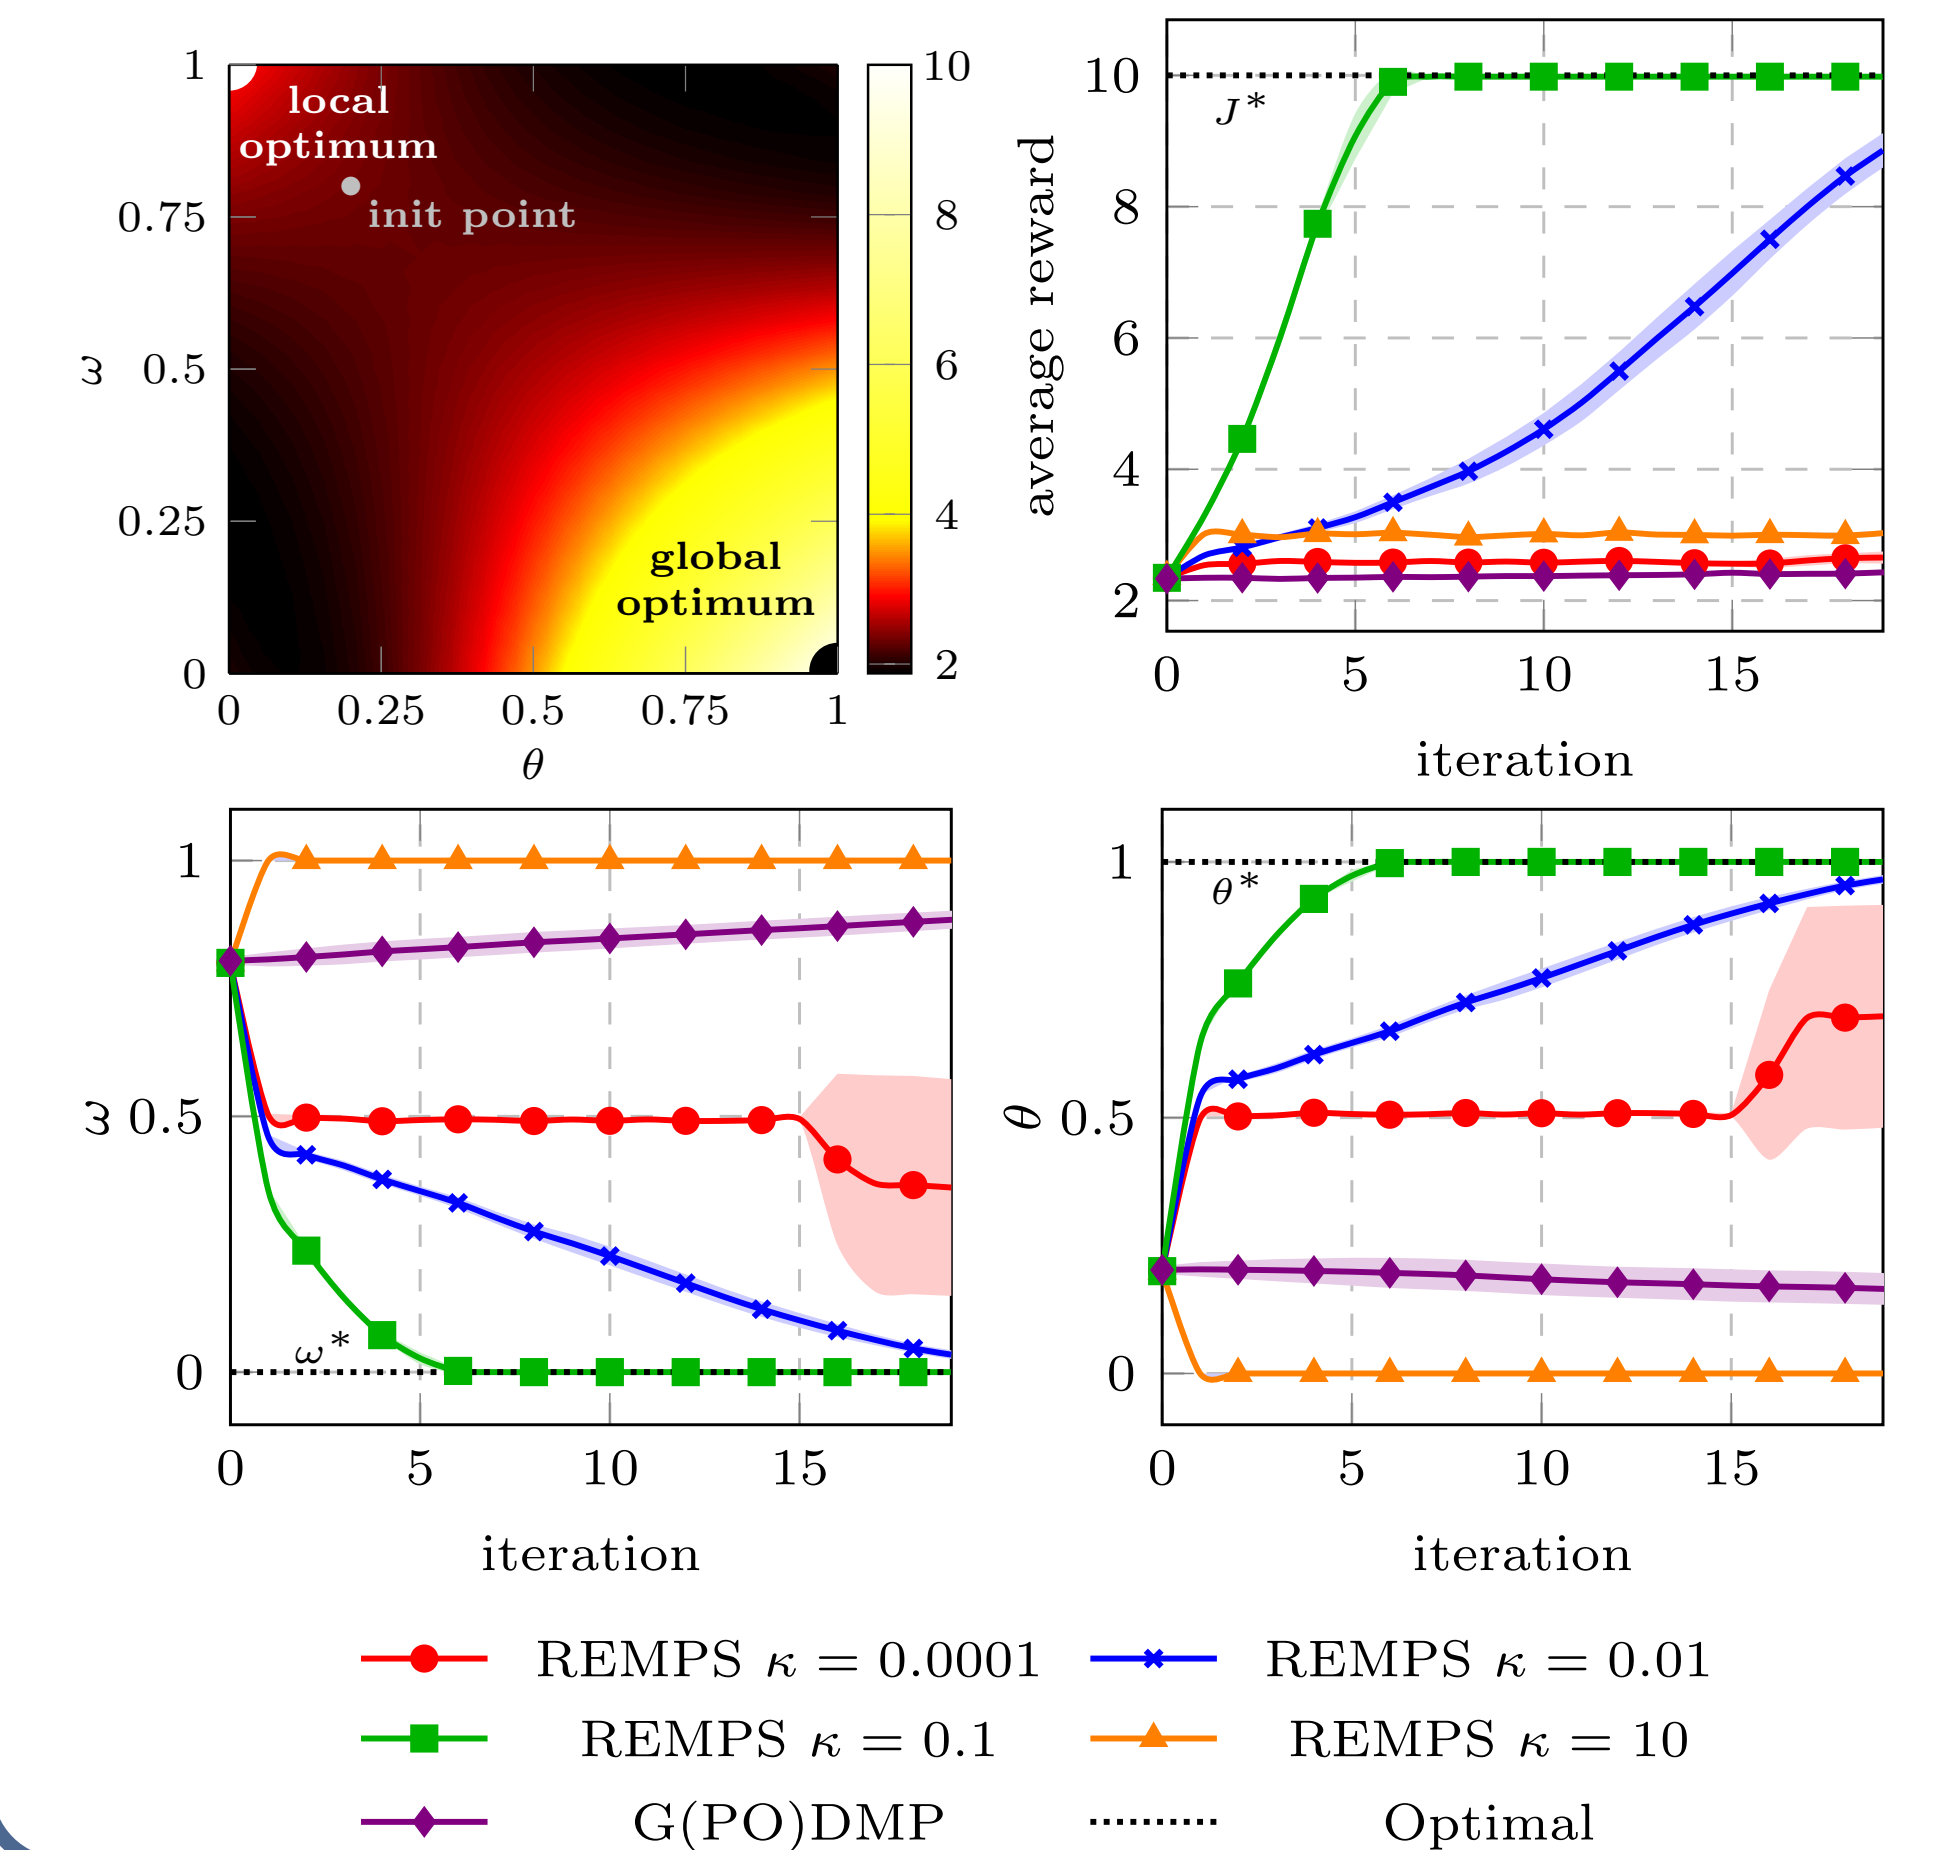 1
0.75
0.5
0.25
0
ω
local
optimum
init point
global
optimum
0 0.25 0.5 0.75 1
θ
10
8
6
4
2
average reward
10
8
6
4
2
J*
0 5 10 15
iteration
ω
1
0.5
0
ω*
0 5 10 15
iteration
θ
1
0.5
0
θ*
0 5 10 15
iteration
REMPS κ = 0.0001
REMPS κ = 0.01
REMPS κ = 0.1
REMPS κ = 10
G(PO)DMP
Optimal